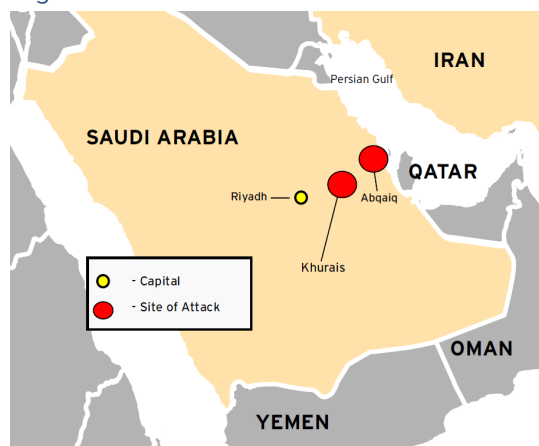 IRAN
Persian Gulf
SAUDI ARABIA
QATAR
Riyadh
Abqaiq
Khurais
- Capital
- Site of Attack
OMAN
YEMEN